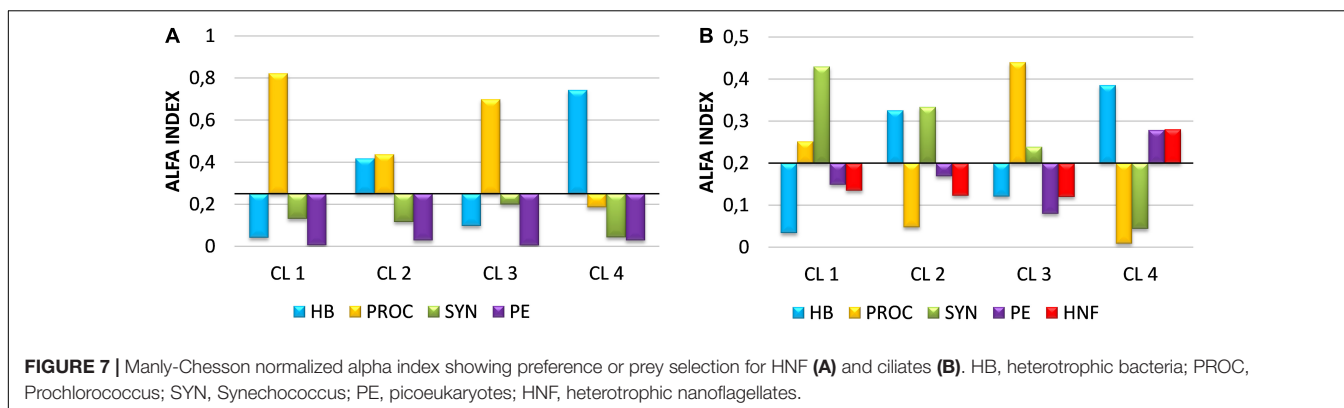 A
ALFA INDEX
1
0,8
0,6
0,4
0,2
0
CL 1 CL 2 CL 3 CL 4
HB PROC SYN PE
B
ALFA INDEX
0,5
0,4
0,3
0,2
0,1
0
CL 1 CL 2 CL 3 CL 4
HB PROC SYN PE HNF
FIGURE 7 | Manly-Chesson normalized alpha index showing preference or prey selection for HNF (A) and ciliates (B). HB, heterotrophic bacteria; PROC,
Prochlorococcus; SYN, Synechococcus; PE, picoeukaryotes; HNF, heterotrophic nanoflagellates.